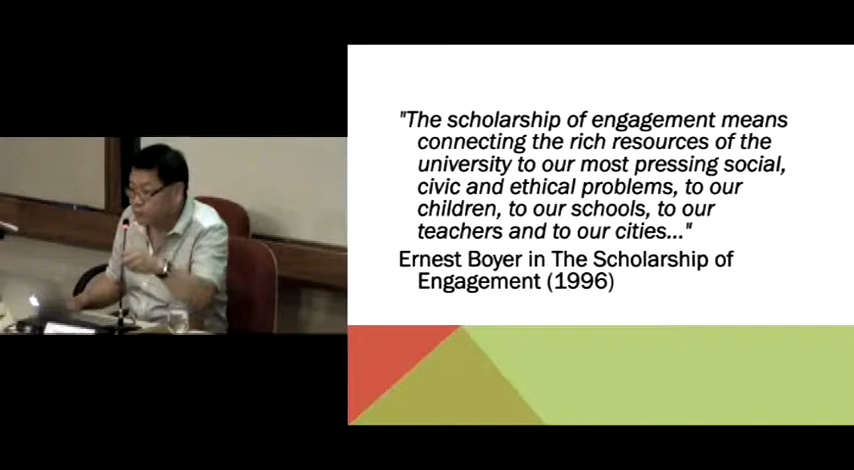 "The scholarship of engagement means
connecting the rich resources of the
university to our most pressing social,
civic and ethical problems, to our
children, to our schools, to our
teachers and to our cities..."
Ernest Boyer in The Scholarship of
Engagement (1996)